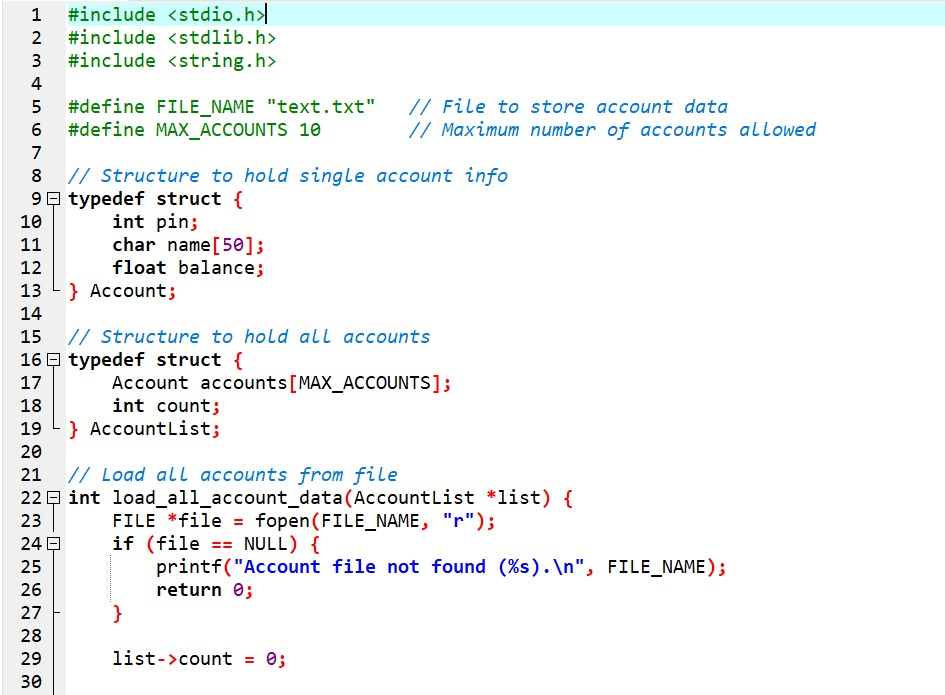 1 #include <stdio.h>
2 #include <stdlib.h>
3 #include <string.h>
4
5 #define FILE_NAME "text.txt"   // File to store account data
6 #define MAX_ACCOUNTS 10        // Maximum number of accounts allowed
7
8 // Structure to hold single account info
9 typedef struct {
10     int pin;
11     char name[50];
12     float balance;
13 } Account;
14
15 // Structure to hold all accounts
16 typedef struct {
17     Account accounts[MAX_ACCOUNTS];
18     int count;
19 } AccountList;
20
21 // Load all accounts from file
22 int load_all_account_data(AccountList *list) {
23     FILE *file = fopen(FILE_NAME, "r");
24     if (file == NULL) {
25         printf("Account file not found (%s).\n", FILE_NAME);
26         return 0;
27     }
28
29     list->count = 0;
30